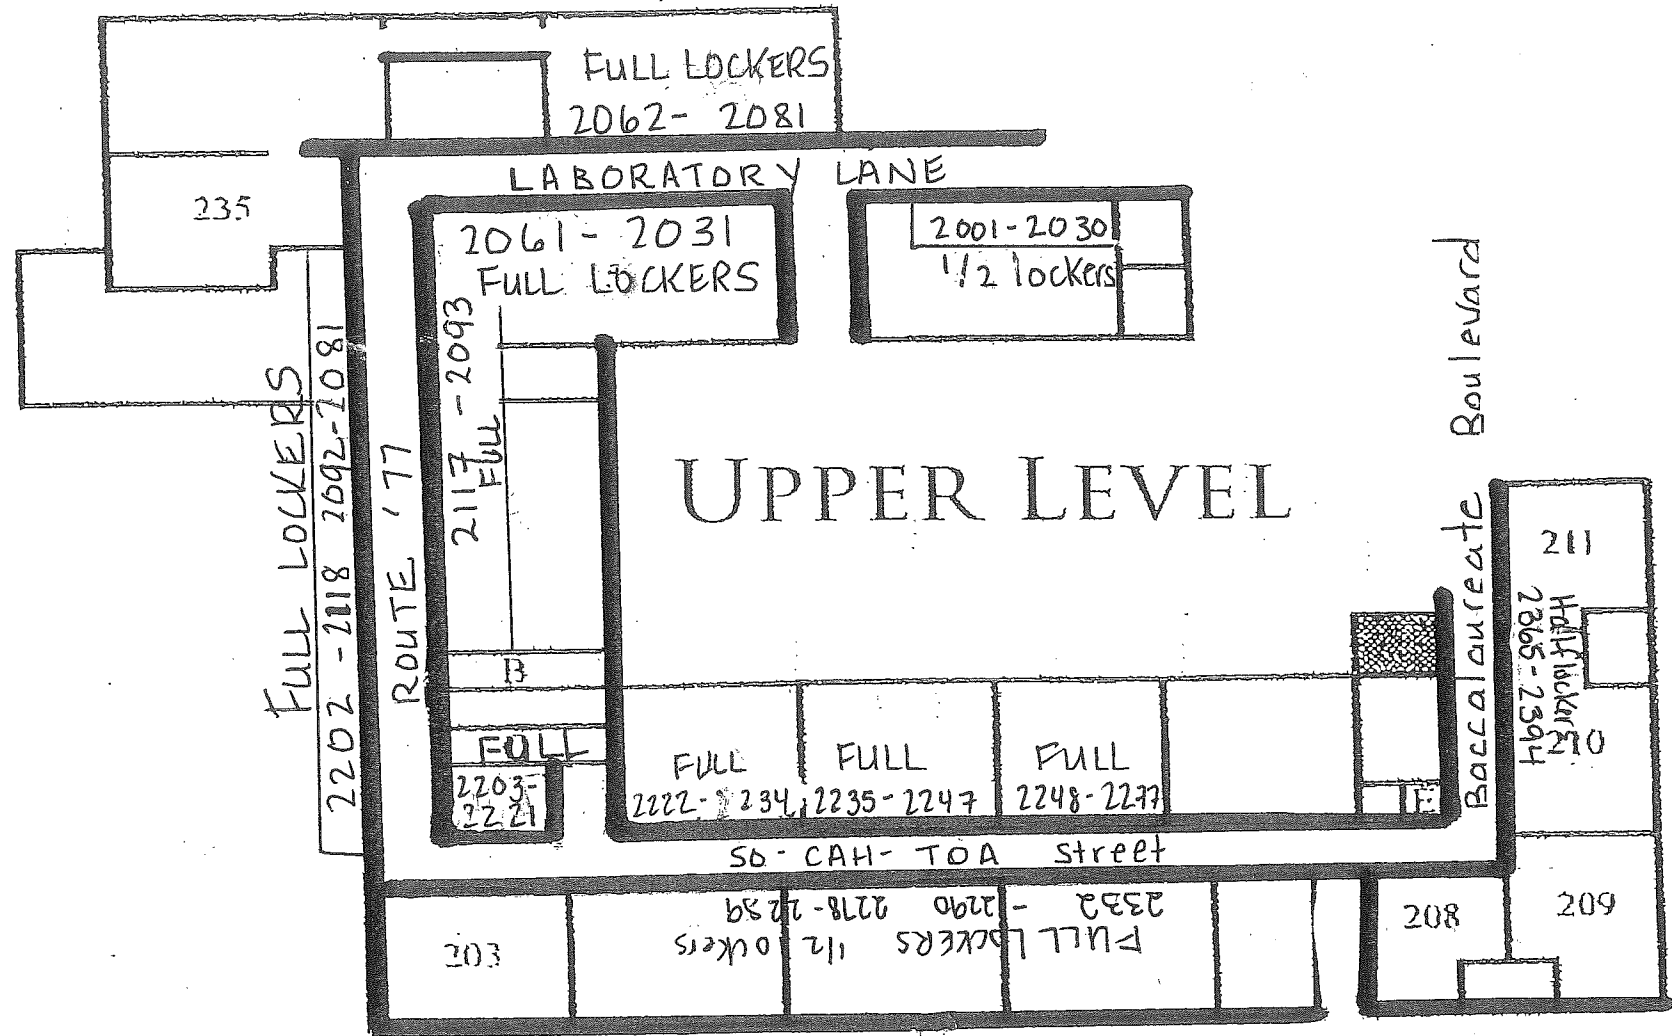 FULL LOCKERS
2062- 2081
LABORATORY LANE
235
2061- 2031
FULL LOCKERS
2001-2030
1/2 lockers
FULL LOCKERS
2202 -2118 2092-2081
ROUTE '77
2117 -2093
FULL
UPPER LEVEL
Baccalaureate Boulevard
211
Half lockers
2365-2394
210
B
FULL
2203-
2221
FULL
2222- 2234
FULL
2235-2247
FULL
2248-2277
E
SO-CAH-TOA Street
203
2332 - 2290 2278-2289
FULL LOCKERS 1/2 lockers
208
209